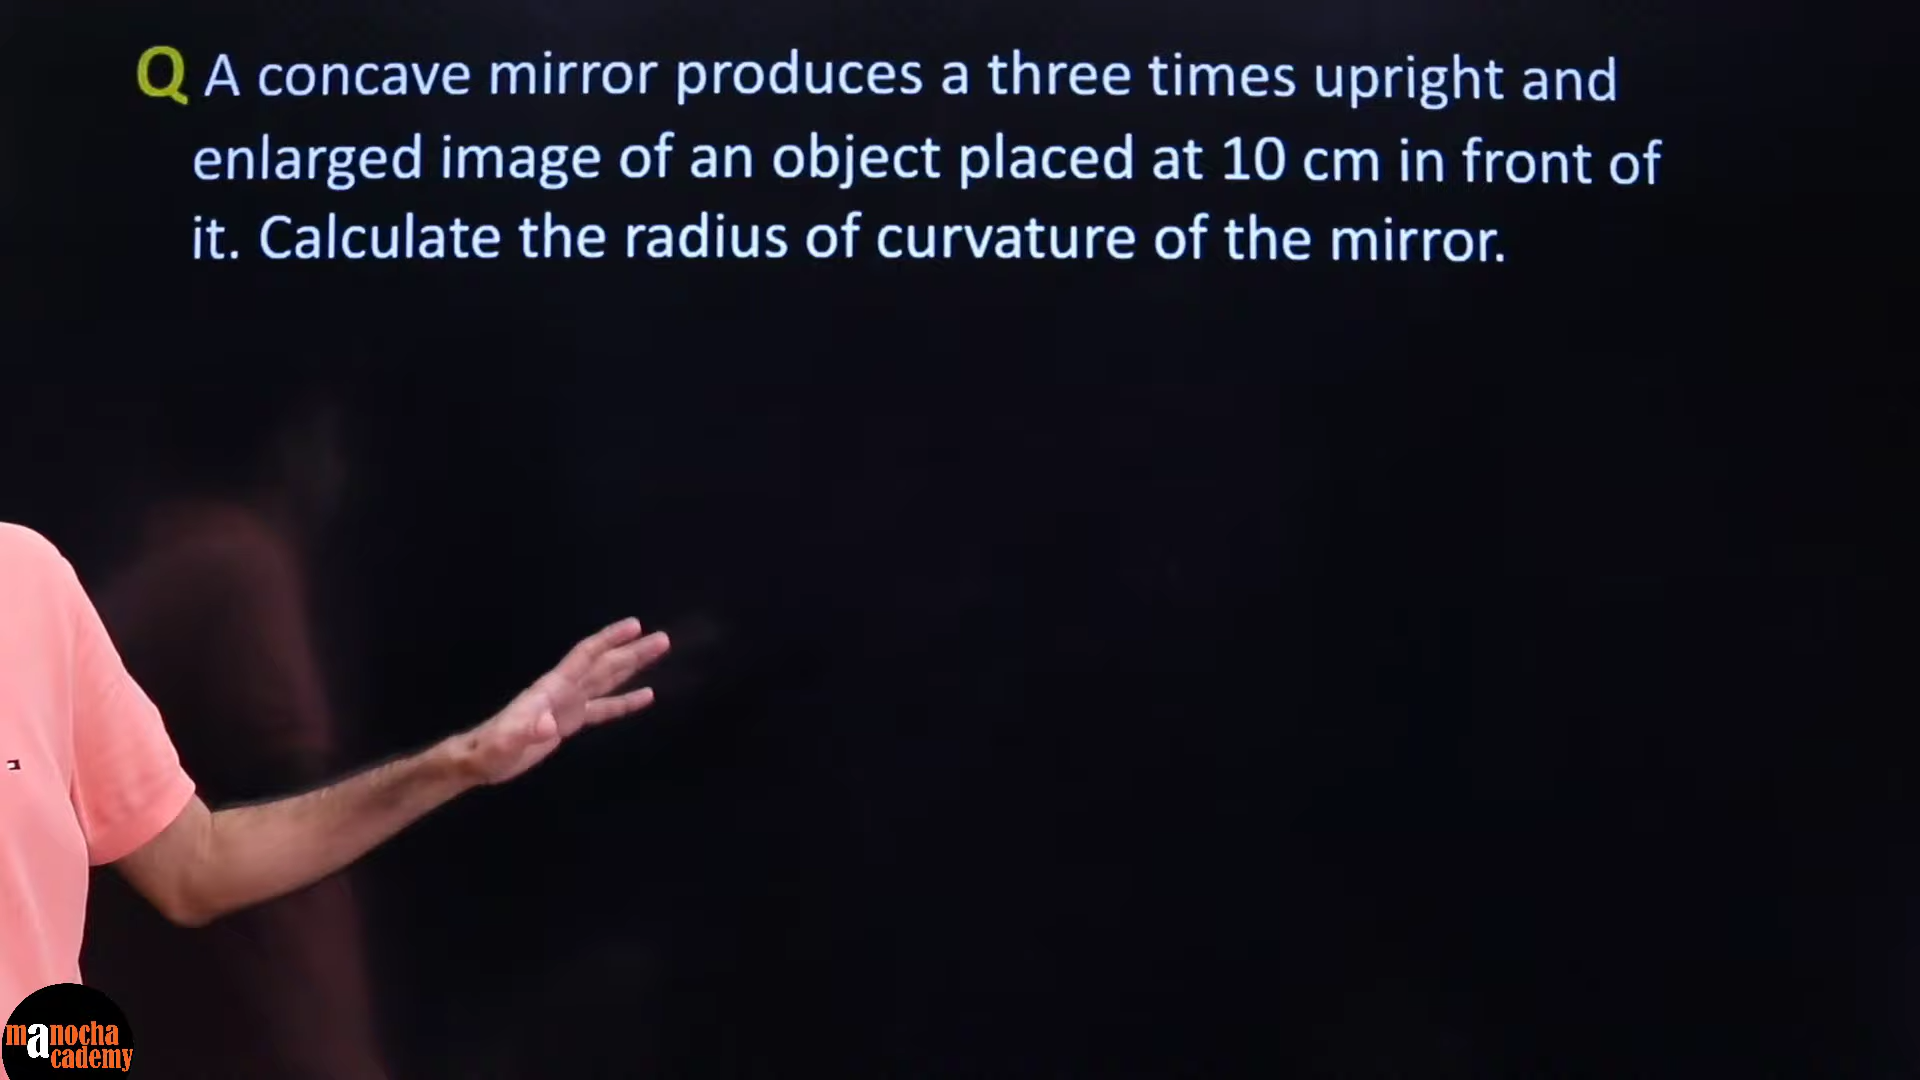 Q A concave mirror produces a three times upright and
enlarged image of an object placed at 10 cm in front of
it. Calculate the radius of curvature of the mirror.
manocha
academy